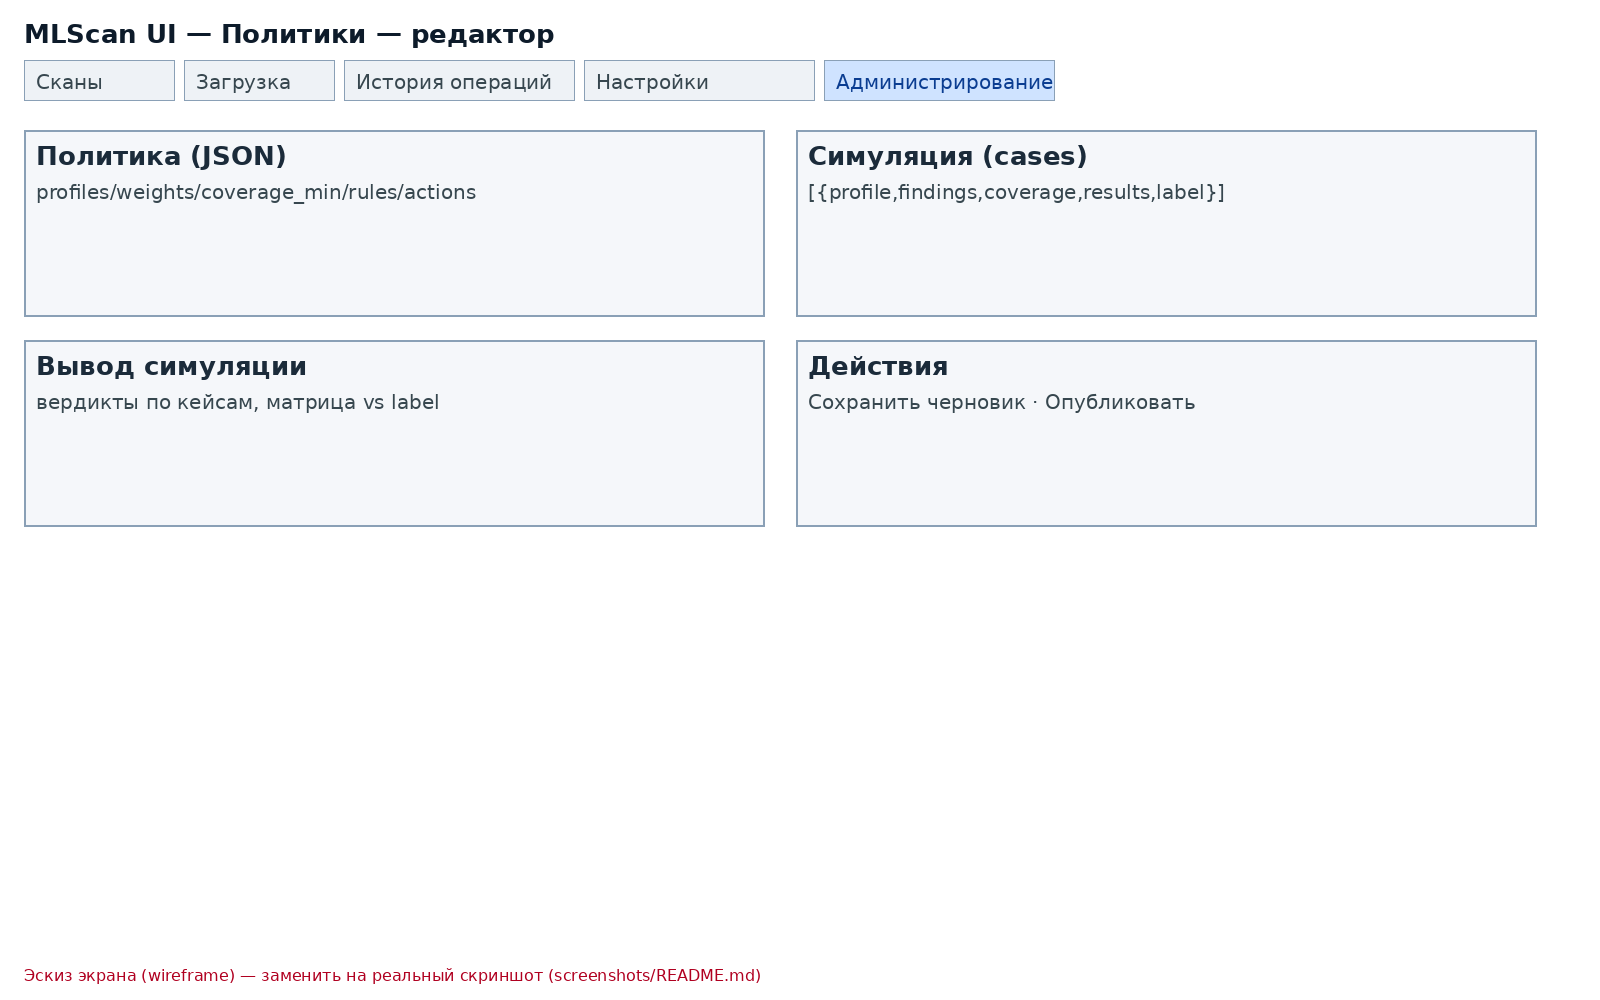 MLScan UI — Политики — редактор
Сканы
Загрузка
История операций
Настройки
Администрирование
Политика (JSON)
profiles/weights/coverage_min/rules/actions
Симуляция (cases)
[{profile,findings,coverage,results,label}]
Вывод симуляции
вердикты по кейсам, матрица vs label
Действия
Сохранить черновик · Опубликовать
Эскиз экрана (wireframe) — заменить на реальный скриншот (screenshots/README.md)